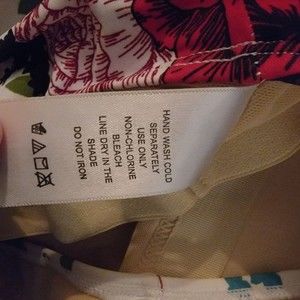 HAND WASH COLD
SEPARATELY
USE ONLY
NON-CHLORINE
BLEACH
LINE DRY IN THE
SHADE
DO NOT IRON